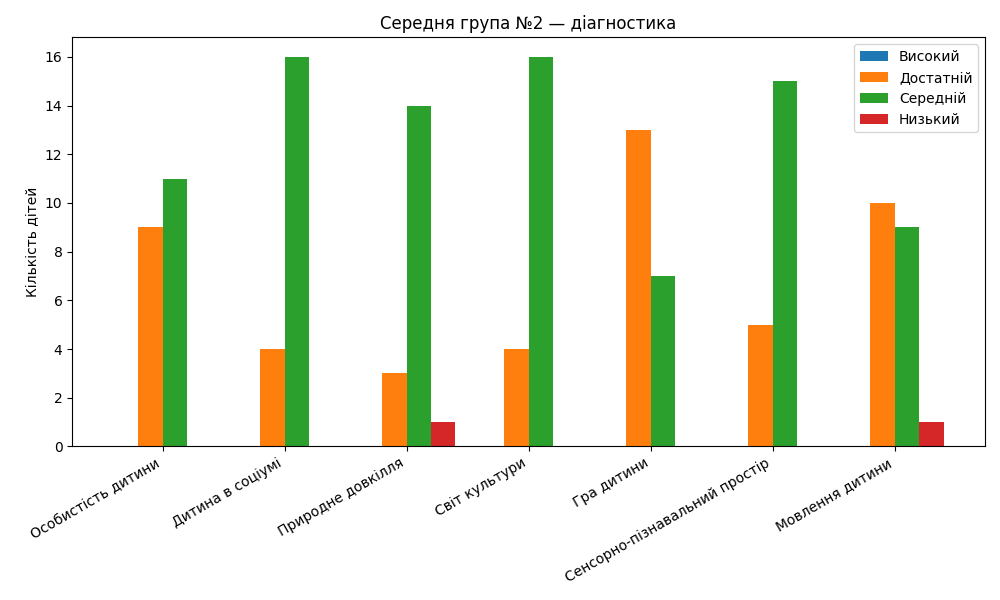 Середня група №2 — діагностика
Високий
Достатній
Середній
Низький
Кількість дітей
16
14
12
10
8
6
4
2
0
Особистість дитини
Дитина в соціумі
Природне довкілля
Світ культури
Гра дитини
Сенсорно-пізнавальний простір
Мовлення дитини